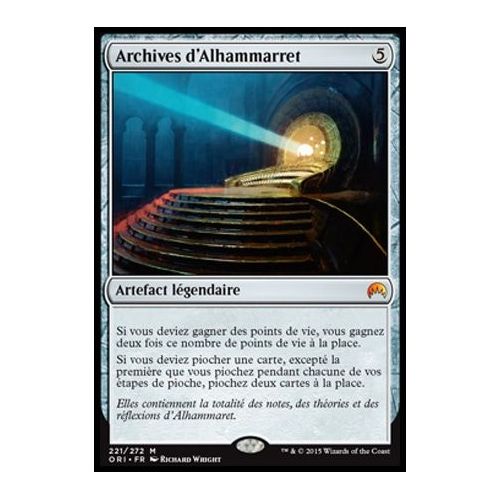 Archives d'Alhammarret 5
Artefact légendaire
Si vous deviez gagner des points de vie, vous gagnez
deux fois ce nombre de points de vie à la place.
Si vous deviez piocher une carte, excepté la
première que vous piochez pendant chacune de vos
étapes de pioche, piochez deux cartes à la place.
Elles contiennent la totalité des notes, des théories et des
réflexions d'Alhammaret.
221/272 M
ORI • FR Richard Wright
™ & © 2015 Wizards of the Coast